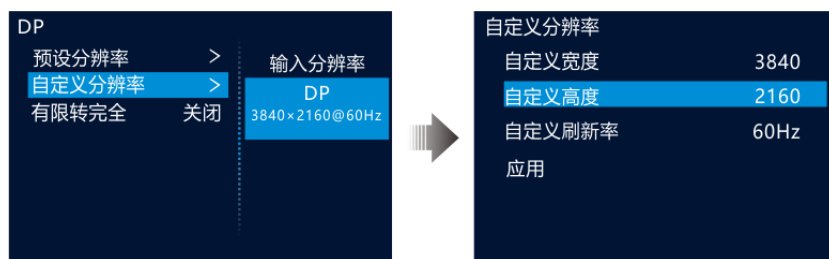 DP
预设分辨率 >
自定义分辨率 >
有限转完全 关闭
输入分辨率
DP
3840×2160@60Hz
自定义分辨率
自定义宽度 3840
自定义高度 2160
自定义刷新率 60Hz
应用